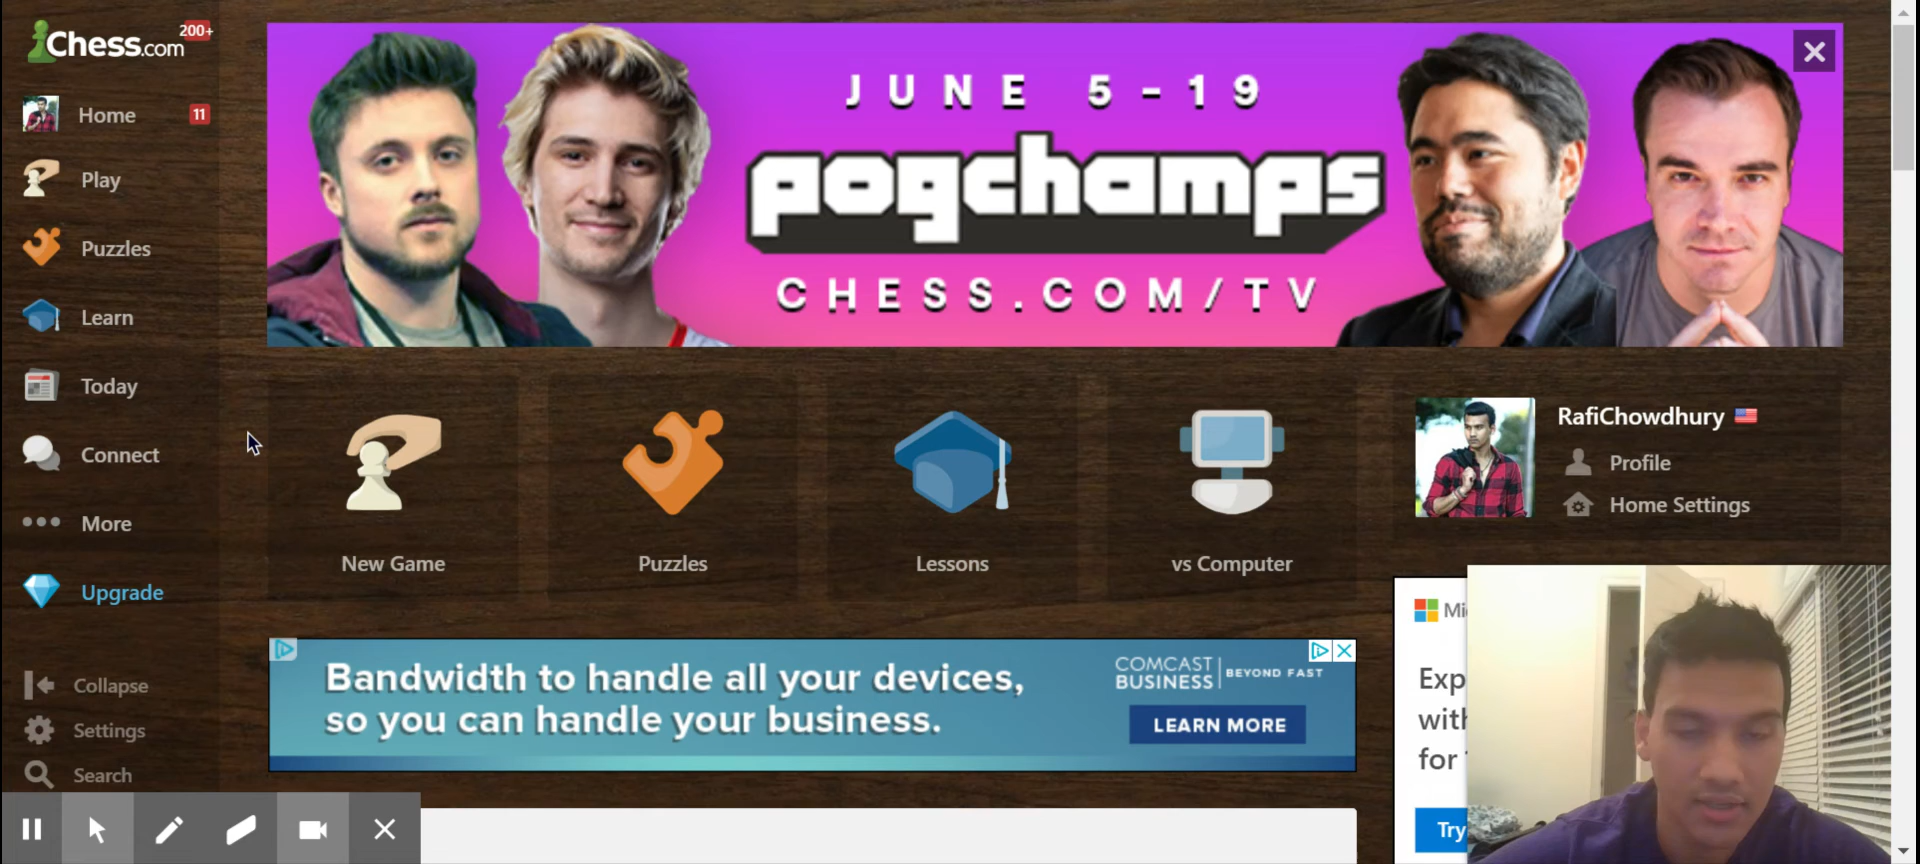 Chess.com
200+
Home
11
Play
Puzzles
Learn
Today
Connect
More
Upgrade
Collapse
Settings
Search
JUNE 5-19
pogchamps
CHESS.COM/TV
New Game
Puzzles
Lessons
vs Computer
RafiChowdhury
Profile
Home Settings
Bandwidth to handle all your devices,
so you can handle your business.
COMCAST
BUSINESS
BEYOND FAST
LEARN MORE
Mi
Exp
with
for
Try